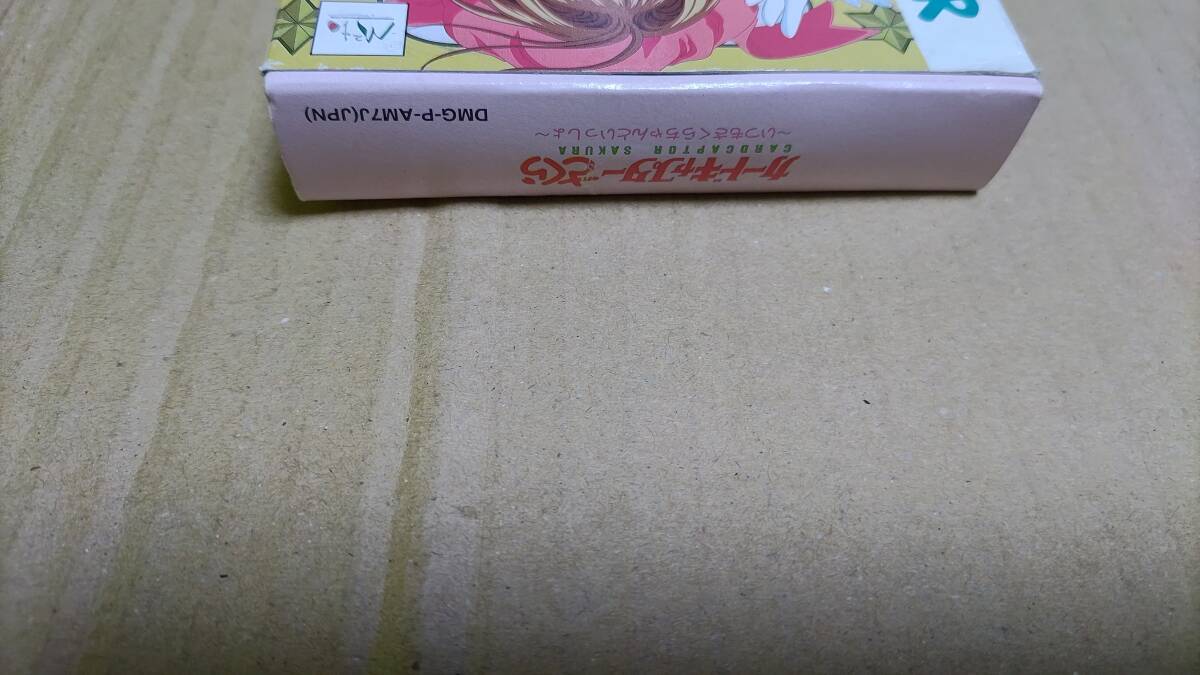 カードキャプターさくら
CARDCAPTOR SAKURA
～いつもさくらちゃんといっしょ～
DMG-P-AM7J(JPN)